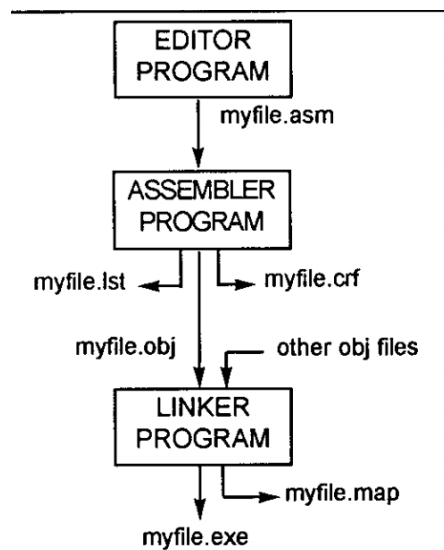 EDITOR
PROGRAM
myfile.asm
ASSEMBLER
PROGRAM
myfile.lst
myfile.crf
myfile.obj
other obj files
LINKER
PROGRAM
myfile.map
myfile.exe